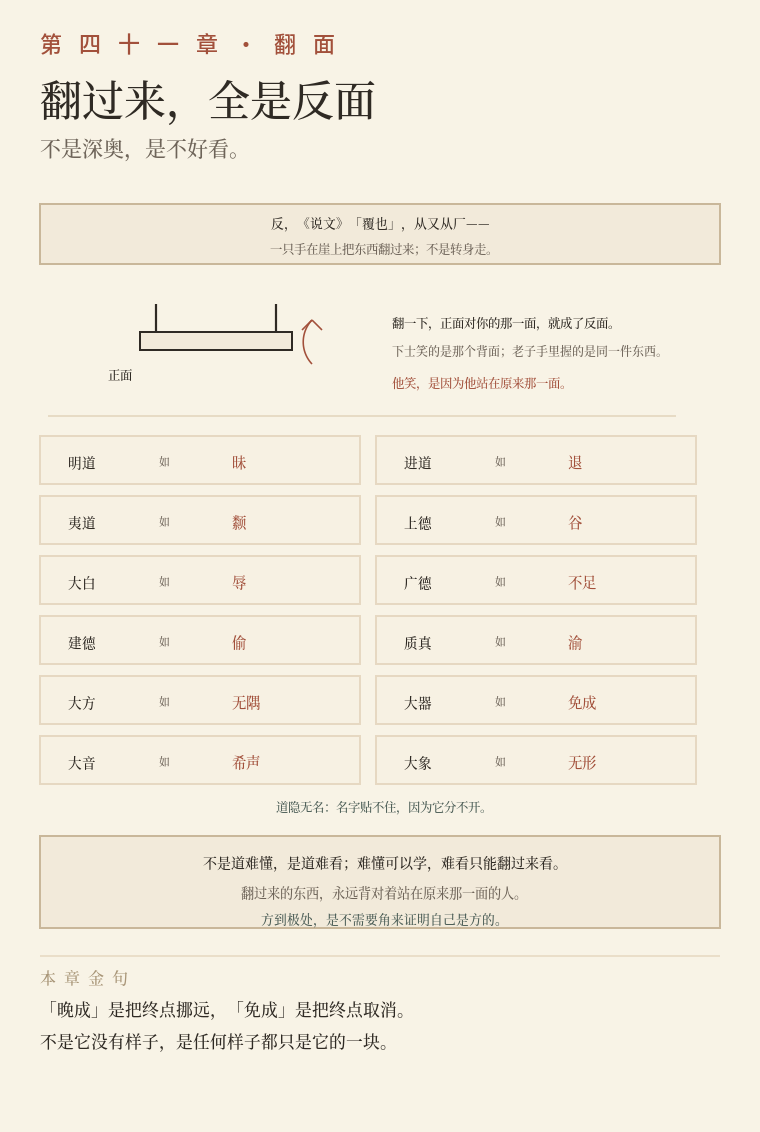 第四十一章·翻面
翻过来，全是反面
不是深奥，是不好看。
反，《说文》「覆也」，从又从厂——
一只手在崖上把东西翻过来；不是转身走。
翻一下，正面对你的那一面，就成了反面。
下士笑的是那个背面；老子手里握的是同一件东西。
正面
他笑，是因为他站在原来那一面。
明道 如 昧
进道 如 退
夷道 如 颣
上德 如 谷
大白 如 辱
广德 如 不足
建德 如 偷
质真 如 渝
大方 如 无隅
大器 如 免成
大音 如 希声
大象 如 无形
道隐无名：名字贴不住，因为它分不开。
不是道难懂，是道难看；难懂可以学，难看只能翻过来看。
翻过来的东西，永远背对着站在原来那一面的人。
方到极处，是不需要角来证明自己是方的。
本章金句
「晚成」是把终点挪远，「免成」是把终点取消。
不是它没有样子，是任何样子都只是它的一块。